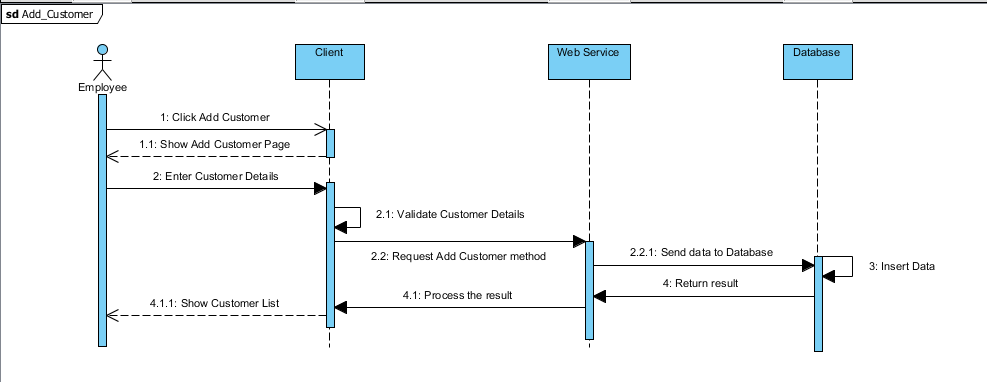 sd Add_Customer
Client
Web Service
Database
Employee
1: Click Add Customer
1.1: Show Add Customer Page
2: Enter Customer Details
2.1: Validate Customer Details
2.2: Request Add Customer method
2.2.1: Send data to Database
3: Insert Data
4: Return result
4.1: Process the result
4.1.1: Show Customer List